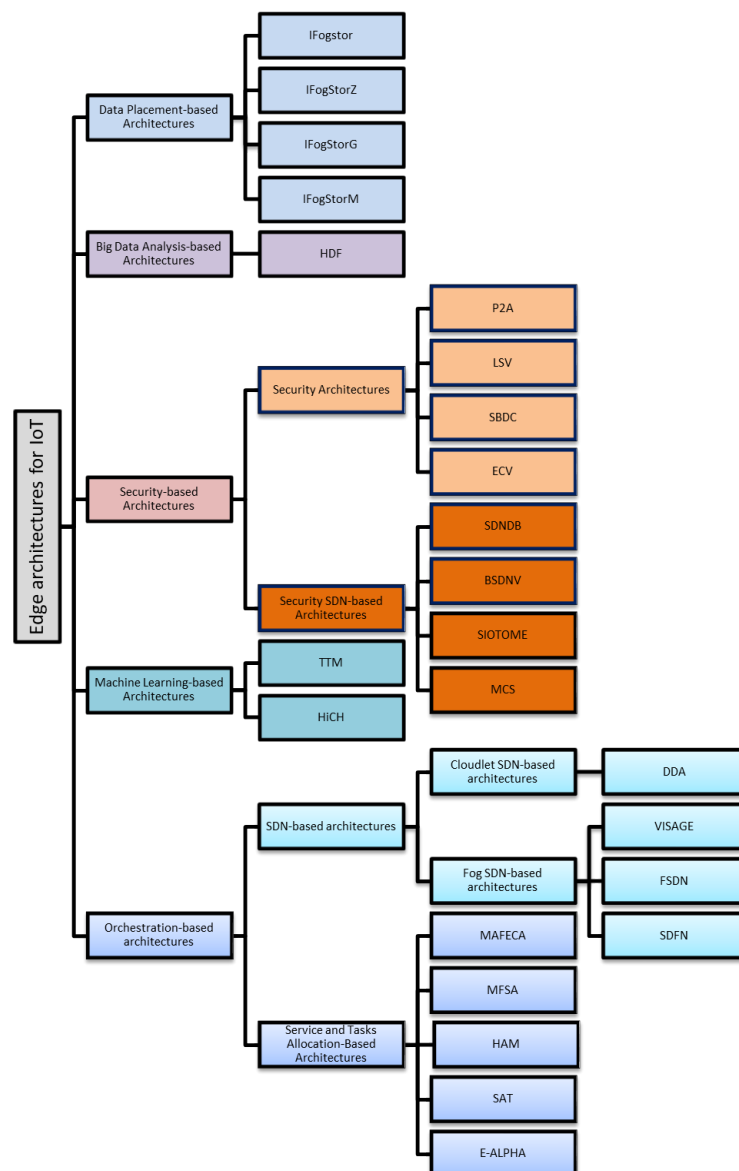 IFogstor
IFogStorZ
Data Placement-based
Architectures
IFogStorG
IFogStorM
Big Data Analysis-based
Architectures
HDF
P2A
LSV
Security Architectures
SBDC
ECV
Edge architectures for IoT
Security-based
Architectures
SDNDB
BSDNV
Security SDN-based
Architectures
SIOTOME
MCS
TTM
Machine Learning-based
Architectures
HiCH
Cloudlet SDN-based
architectures
DDA
SDN-based architectures
VISAGE
Fog SDN-based
architectures
FSDN
SDFN
Orchestration-based
architectures
MAFECA
MFSA
Service and Tasks
Allocation-Based
Architectures
HAM
SAT
E-ALPHA